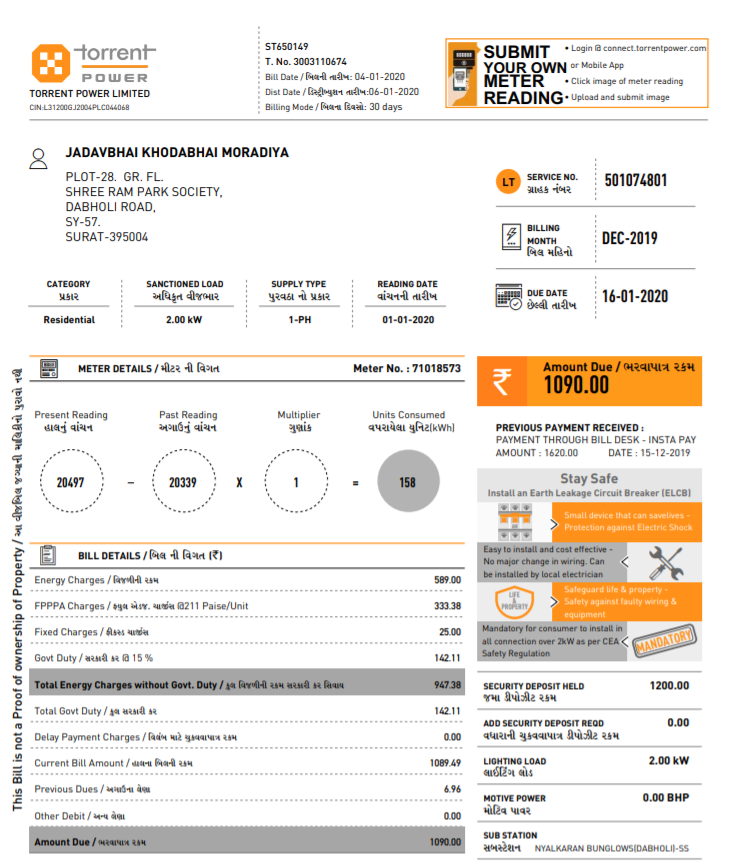 torrent
POWER
TORRENT POWER LIMITED
CIN:L31200GJ2004PLC044068
ST650149
T. No. 3003110674
Bill Date / બિલની તારીખ: 04-01-2020
Dist Date / ડિસ્ટ્રીબ્યુશન તારીખ:06-01-2020
Billing Mode / બિલના દિવસો: 30 days
SUBMIT
YOUR OWN
METER
READING
• Login @ connect.torrentpower.com
or Mobile App
• Click image of meter reading
• Upload and submit image
JADAVBHAI KHODABHAI MORADIYA
PLOT-28. GR. FL.
SHREE RAM PARK SOCIETY,
DABHOLI ROAD,
SY-57.
SURAT-395004
LT
SERVICE NO.
ગ્રાહક નંબર
501074801
BILLING
MONTH
બિલ મહિનો
DEC-2019
DUE DATE
છેલ્લી તારીખ
16-01-2020
CATEGORY
પ્રકાર
Residential
SANCTIONED LOAD
અધિકૃત વીજભાર
2.00 kW
SUPPLY TYPE
પુરવઠા નો પ્રકાર
1-PH
READING DATE
વાંચનની તારીખ
01-01-2020
This Bill is not a Proof of ownership of Property / આ વીજબિલ જગ્યાની માલિકીનો પુરાવો નથી
METER DETAILS / મીટર ની વિગત
Meter No. : 71018573
Present Reading
હાલનું વાંચન
Past Reading
અગાઉનું વાંચન
Multiplier
ગુણાંક
Units Consumed
વપરાયેલા યુનિટ(kWh)
20497 – 20339 X 1 = 158
BILL DETAILS / બિલ ની વિગત (₹)
Energy Charges / વિજળીની રકમ 589.00
FPPPA Charges / ફયુલ એડજ. ચાર્જીસ @211 Paise/Unit 333.38
Fixed Charges / ફીકસ્ડ ચાર્જીસ 25.00
Govt Duty / સરકારી કર @ 15 % 142.11
Total Energy Charges without Govt. Duty / કુલ વિજળીની રકમ સરકારી કર સિવાય 947.38
Total Govt Duty / કુલ સરકારી કર 142.11
Delay Payment Charges / વિલંબ માટે ચુકવવાપાત્ર રકમ 0.00
Current Bill Amount / હાલના બિલની રકમ 1089.49
Previous Dues / અગાઉના લેણા 6.96
Other Debit / અન્ય લેણા 0.00
Amount Due / ભરવાપાત્ર રકમ 1090.00
₹
Amount Due / ભરવાપાત્ર રકમ
1090.00
PREVIOUS PAYMENT RECEIVED :
PAYMENT THROUGH BILL DESK - INSTA PAY
AMOUNT : 1620.00 DATE : 15-12-2019
Stay Safe
Install an Earth Leakage Circuit Breaker (ELCB)
Small device that can savelives -
Protection against Electric Shock
Easy to install and cost effective -
No major change in wiring. Can
be installed by local electrician
LIFE
&
PROPERTY
Safeguard life & property -
Safety against faulty wiring &
equipment
Mandatory for consumer to install in
all connection over 2kW as per CEA
Safety Regulation
MANDATORY
SECURITY DEPOSIT HELD 1200.00
જમા ડીપોઝીટ રકમ
ADD SECURITY DEPOSIT REQD 0.00
વધારાની ચુકવવાપાત્ર ડીપોઝીટ રકમ
LIGHTING LOAD 2.00 kW
લાઈટિંગ લોડ
MOTIVE POWER 0.00 BHP
મોટિવ પાવર
SUB STATION
સબસ્ટેશન NYALKARAN BUNGLOWS(DABHOLI)-SS